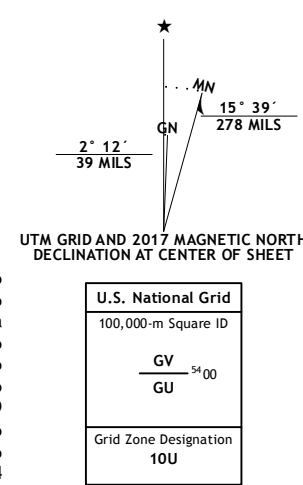 ★
MN
GN
15° 39´
278 MILS
2° 12´
39 MILS
UTM GRID AND 2017 MAGNETIC NORTH
DECLINATION AT CENTER OF SHEET
U.S. National Grid
100,000-m Square ID
GV
5400
GU
Grid Zone Designation
10U